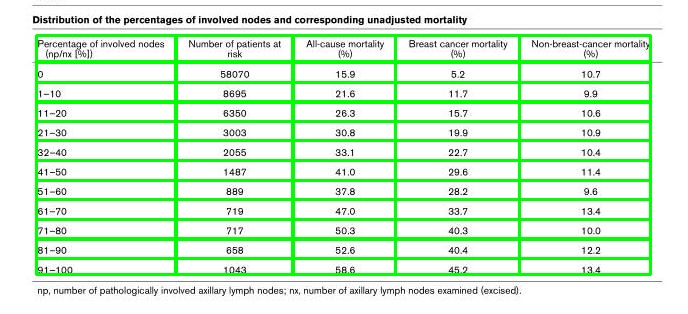 Distribution of the percentages of involved nodes and corresponding unadjusted mortality
Percentage of involved nodes (np/nx [%]) Number of patients at risk All-cause mortality (%) Breast cancer mortality (%) Non-breast-cancer mortality (%)
0 58070 15.9 5.2 10.7
1–10 8695 21.6 11.7 9.9
11–20 6350 26.3 15.7 10.6
21–30 3003 30.8 19.9 10.9
32–40 2055 33.1 22.7 10.4
41–50 1487 41.0 29.6 11.4
51–60 889 37.8 28.2 9.6
61–70 719 47.0 33.7 13.4
71–80 717 50.3 40.3 10.0
81–90 658 52.6 40.4 12.2
91–100 1043 58.6 45.2 13.4
np, number of pathologically involved axillary lymph nodes; nx, number of axillary lymph nodes examined (excised).